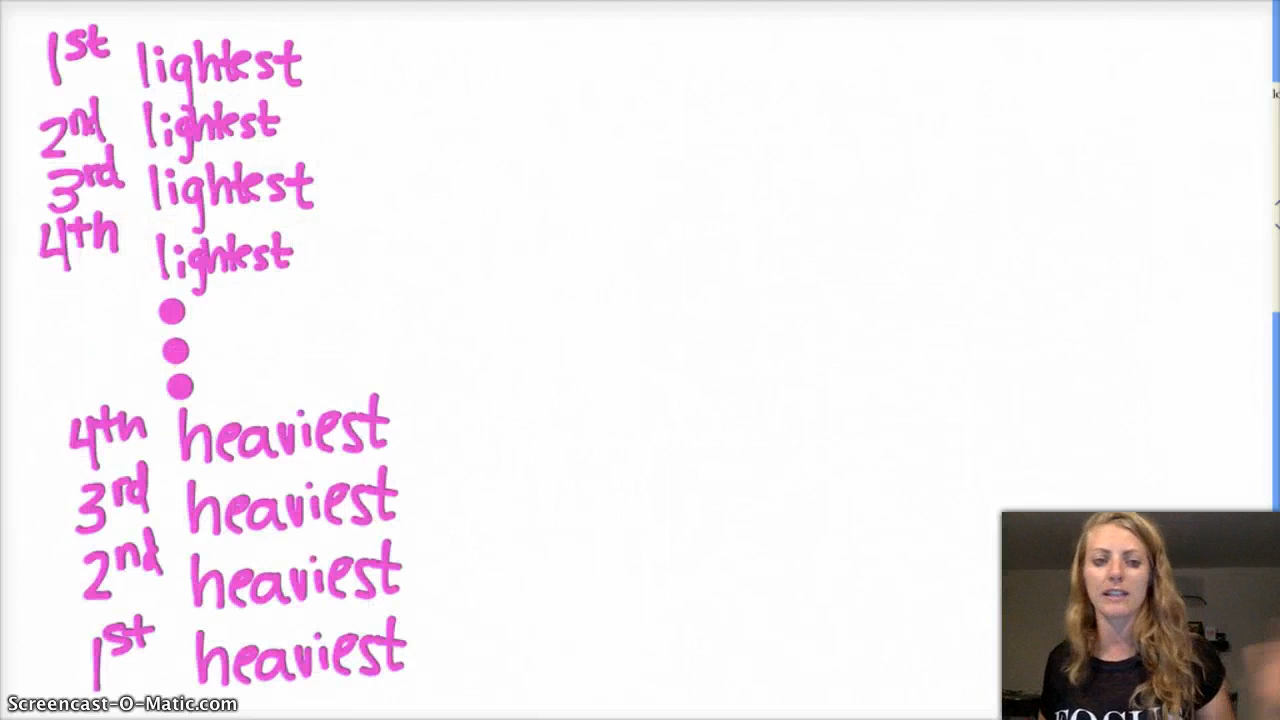 1st lightest
2nd lightest
3rd lightest
4th lightest
4th heaviest
3rd heaviest
2nd heaviest
1st heaviest
FOCUS
Screencast-O-Matic.com